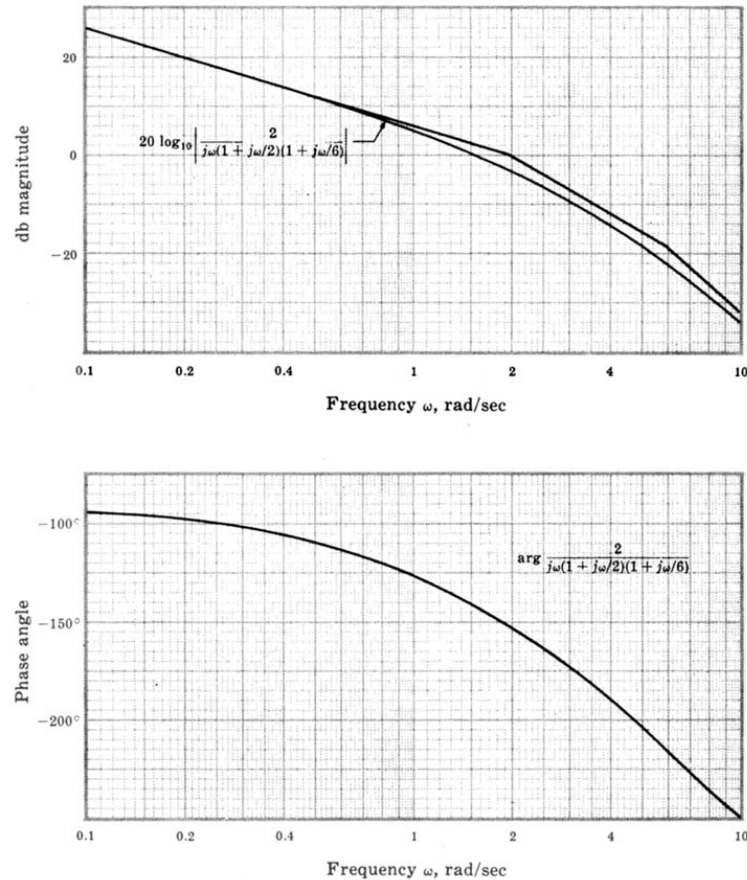 20
0
−20
db magnitude
20 log₁₀ | 2 / jω(1 + jω/2)(1 + jω/6) |
0.1 0.2 0.4 1 2 4 10
Frequency ω, rad/sec
−100°
−150°
−200°
Phase angle
arg 2 / jω(1 + jω/2)(1 + jω/6)
0.1 0.2 0.4 1 2 4 10
Frequency ω, rad/sec